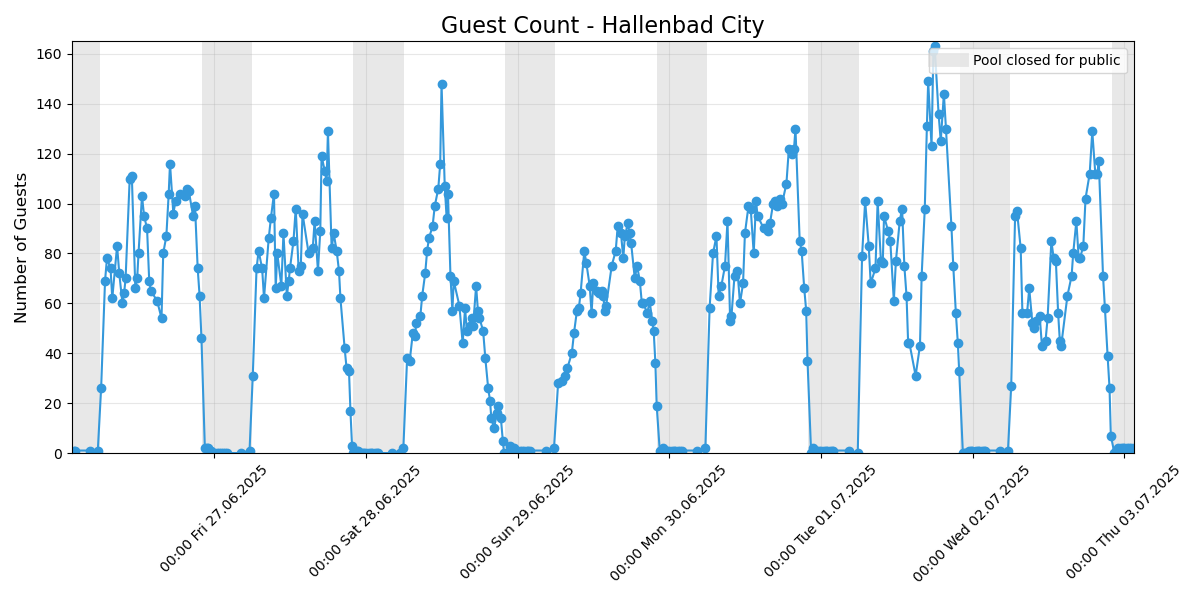 Guest Count - Hallenbad City
Pool closed for public
Number of Guests
160
140
120
100
80
60
40
20
0
00:00 Fri 27.06.2025
00:00 Sat 28.06.2025
00:00 Sun 29.06.2025
00:00 Mon 30.06.2025
00:00 Tue 01.07.2025
00:00 Wed 02.07.2025
00:00 Thu 03.07.2025